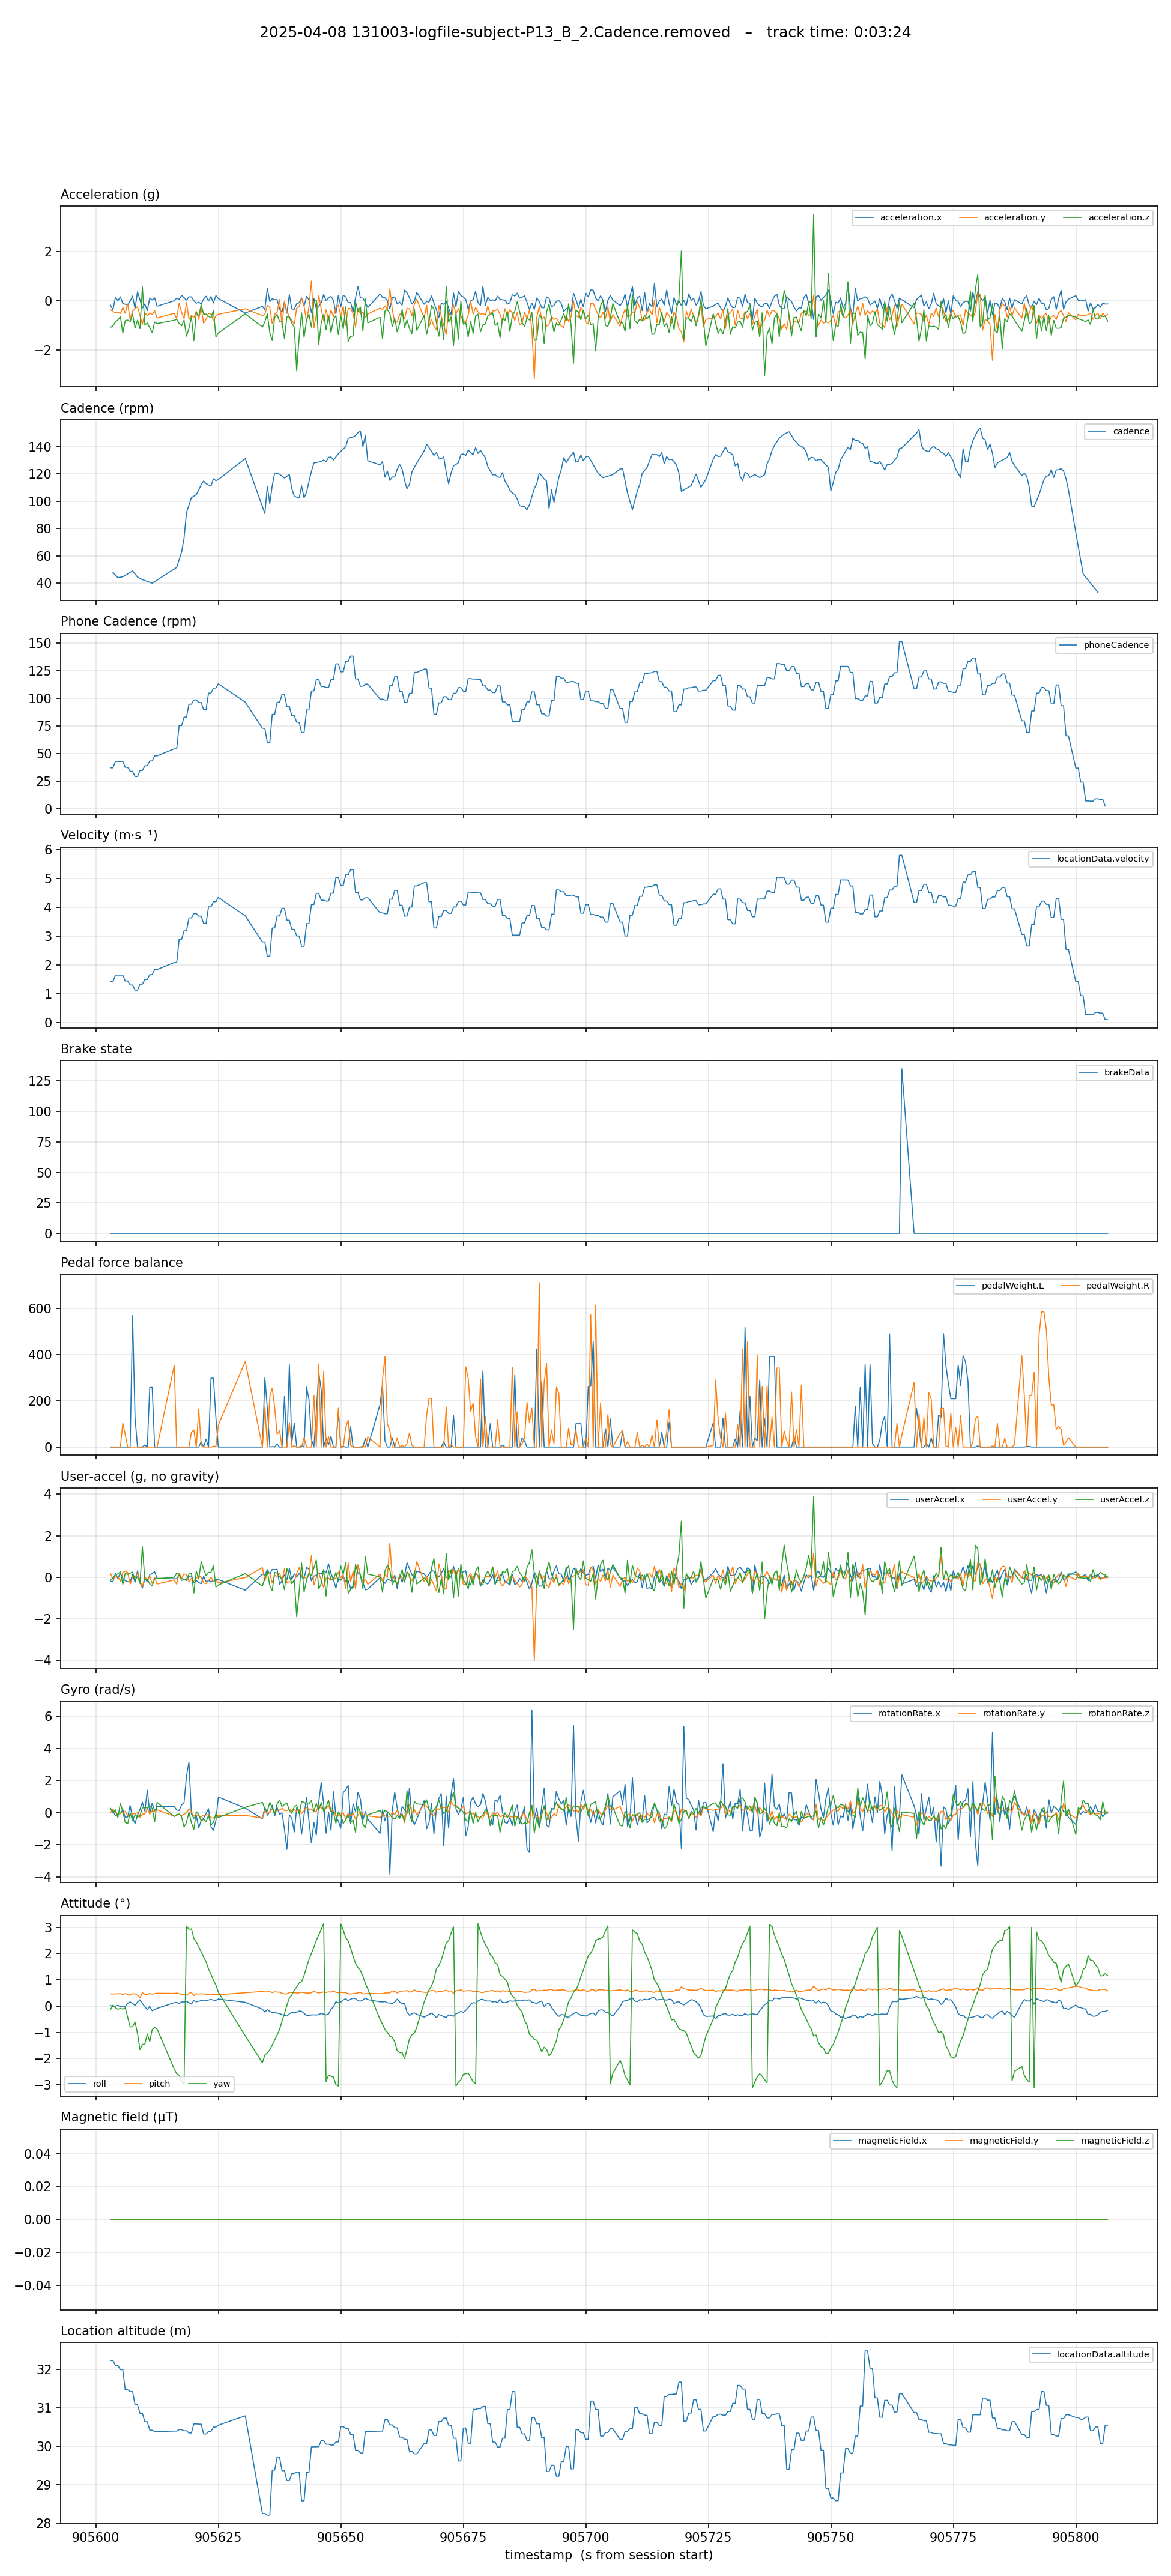 2025-04-08 131003-logfile-subject-P13_B_2.Cadence.removed – track time: 0:03:24
Acceleration (g)
acceleration.x acceleration.y acceleration.z
2
0
−2
Cadence (rpm)
cadence
140
120
100
80
60
40
Phone Cadence (rpm)
phoneCadence
150
125
100
75
50
25
0
Velocity (m·s⁻¹)
locationData.velocity
6
5
4
3
2
1
0
Brake state
brakeData
125
100
75
50
25
0
Pedal force balance
pedalWeight.L pedalWeight.R
600
400
200
0
User-accel (g, no gravity)
userAccel.x userAccel.y userAccel.z
4
2
0
−2
−4
Gyro (rad/s)
rotationRate.x rotationRate.y rotationRate.z
6
4
2
0
−2
−4
Attitude (°)
3
2
1
0
−1
−2
−3
roll pitch yaw
Magnetic field (µT)
magneticField.x magneticField.y magneticField.z
0.04
0.02
0.00
−0.02
−0.04
Location altitude (m)
locationData.altitude
32
31
30
29
28
905600 905625 905650 905675 905700 905725 905750 905775 905800
timestamp (s from session start)